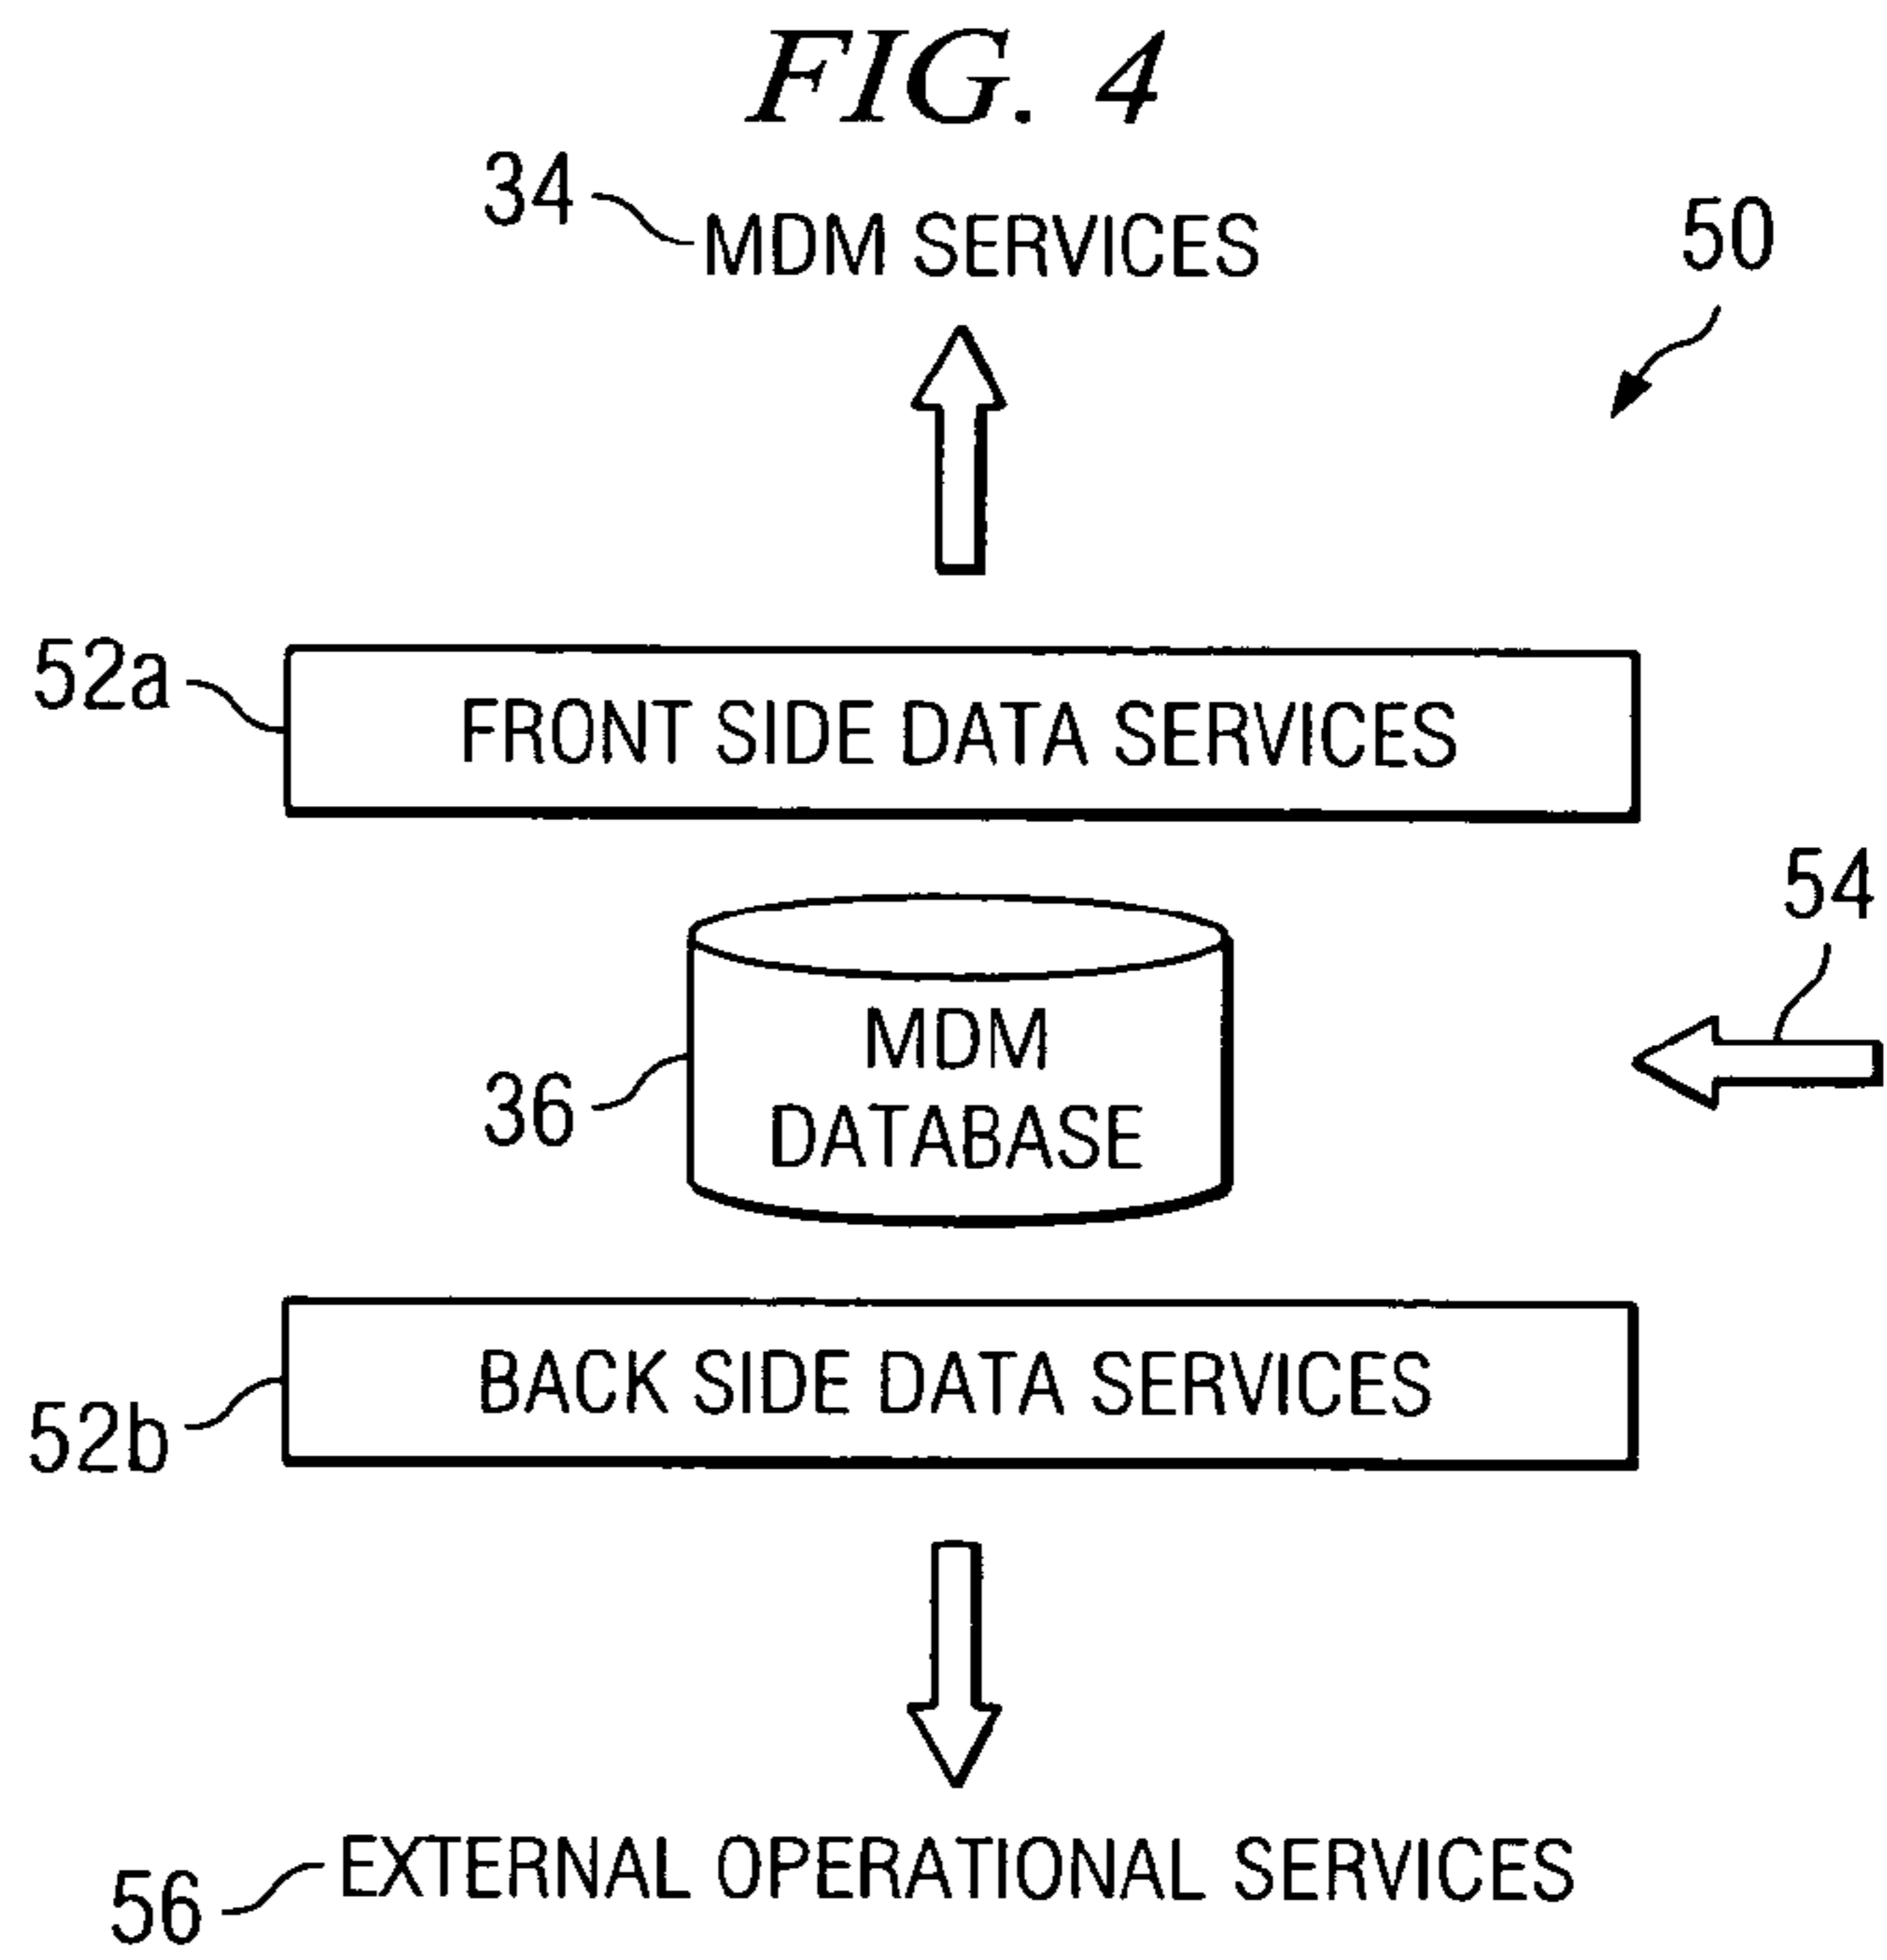 FIG. 4
34
MDM SERVICES
50
52a
FRONT SIDE DATA SERVICES
54
MDM
DATABASE
36
BACK SIDE DATA SERVICES
52b
EXTERNAL OPERATIONAL SERVICES
56